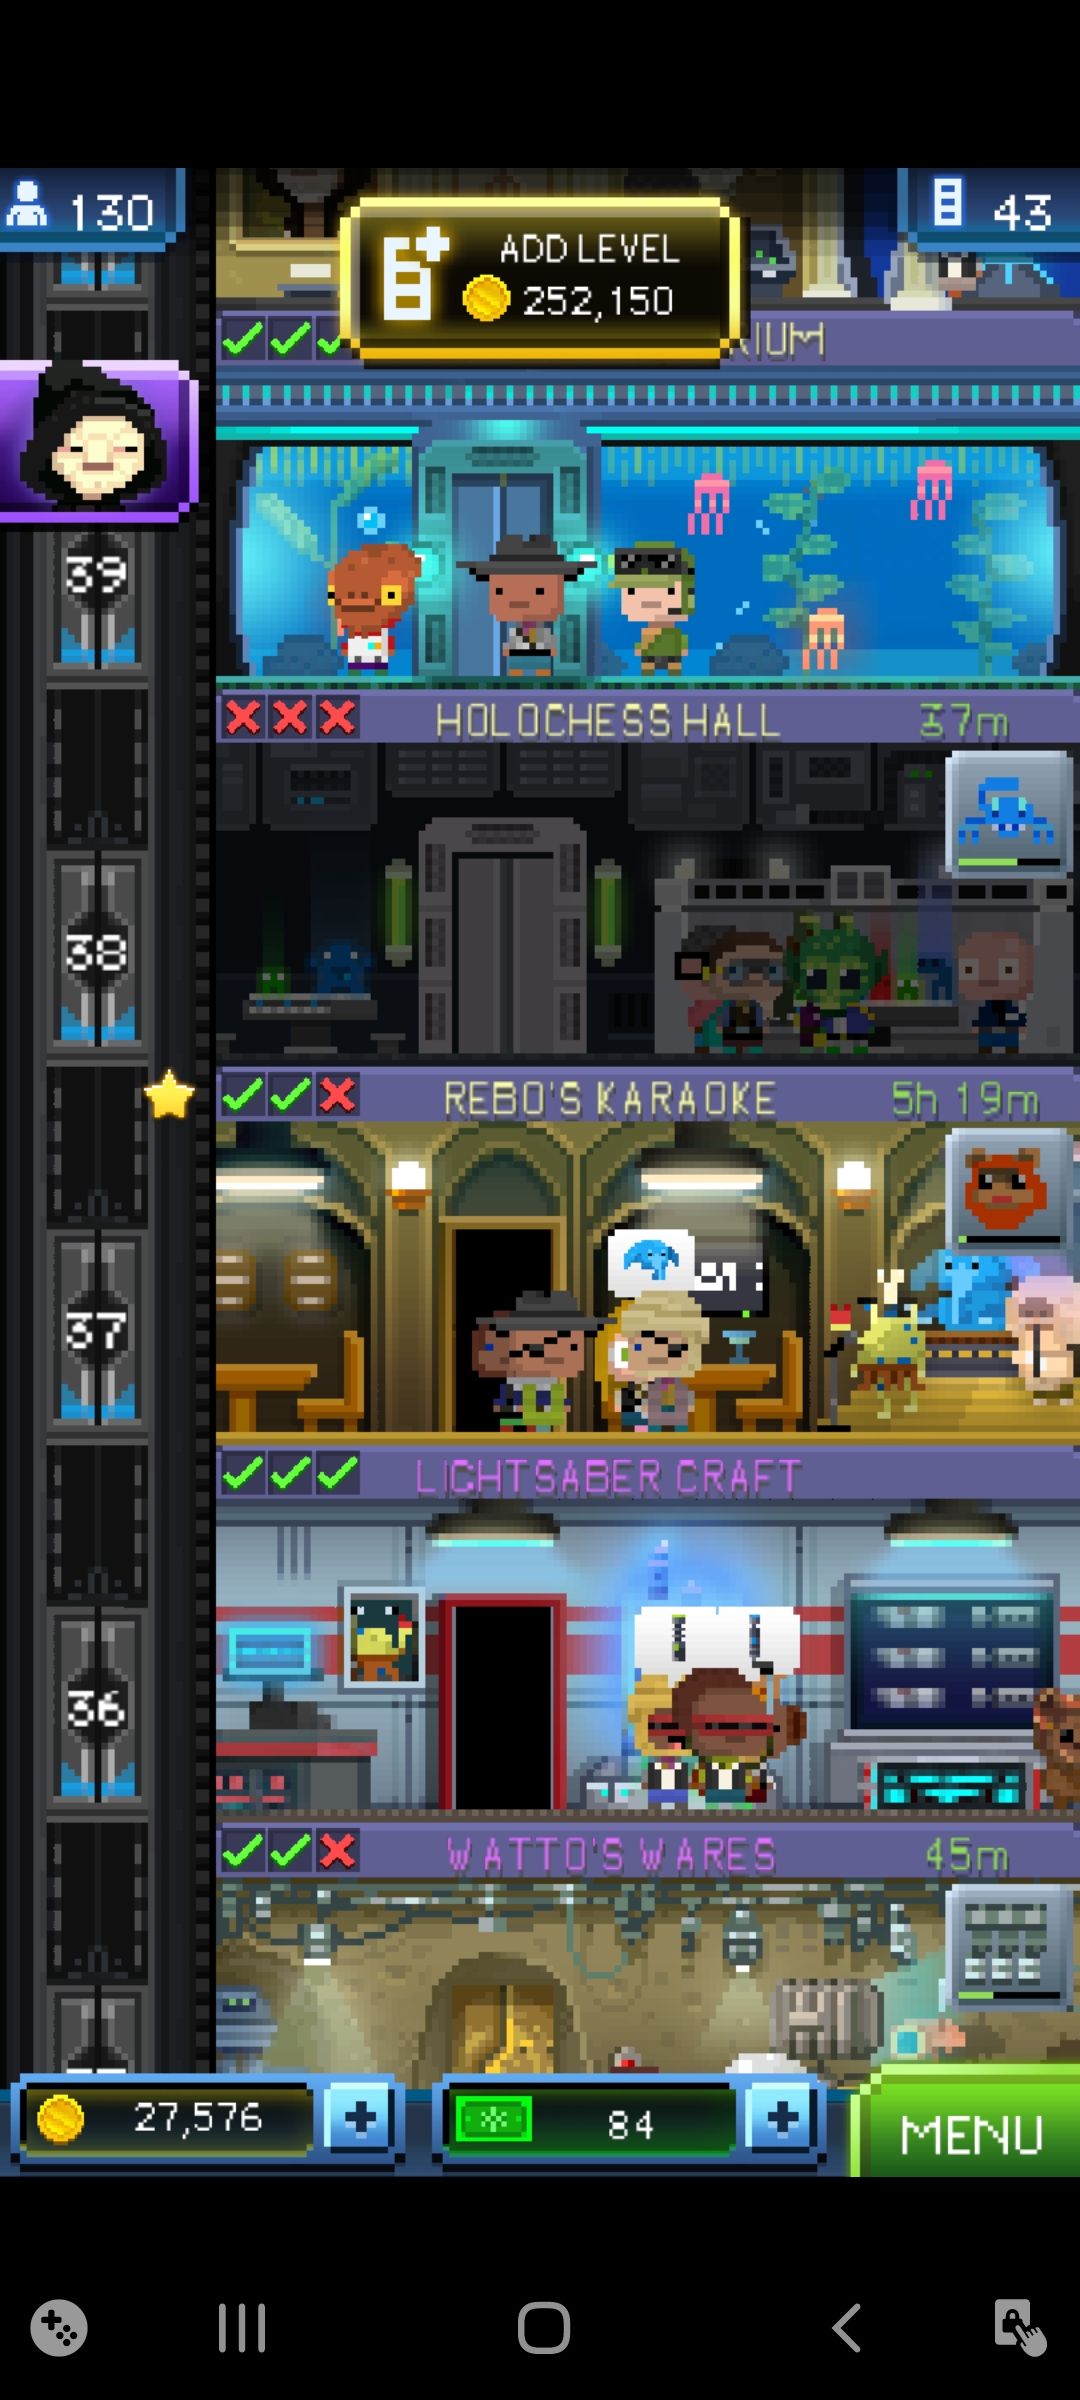 130
43
ADD LEVEL
252,150
RIUM
39
HOLOCHESS HALL 37m
38
REBO'S KARAOKE 5h 19m
37
LIGHTSABER CRAFT
36
WATTO'S WARES 45m
27,576
84
MENU